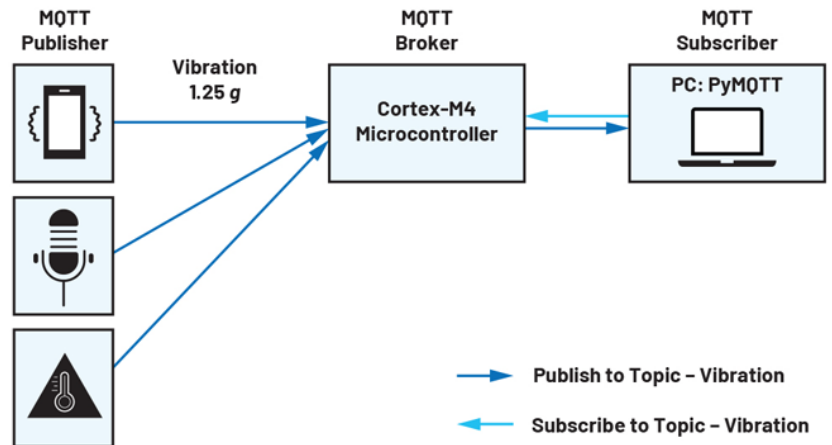 MQTT
Publisher
MQTT
Broker
MQTT
Subscriber
Vibration
1.25 g
Cortex-M4
Microcontroller
PC: PyMQTT
Publish to Topic – Vibration
Subscribe to Topic – Vibration